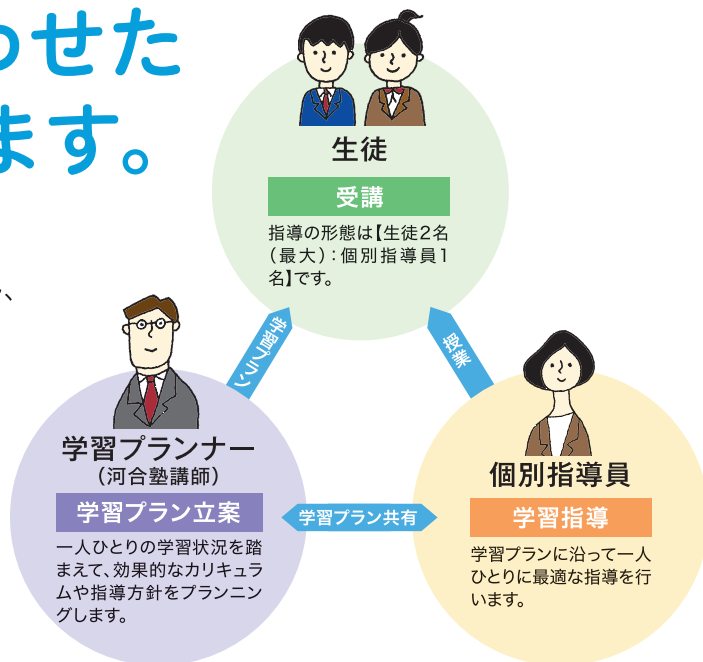 わせた
ます。
生徒
受講
指導の形態は【生徒2名
（最大）：個別指導員1
名】です。
、
学習プラン
授業
学習プランナー
（河合塾講師）
学習プラン立案
一人ひとりの学習状況を踏
まえて、効果的なカリキュラ
ムや指導方針をプランニン
グします。
学習プラン共有
個別指導員
学習指導
学習プランに沿って一人
ひとりに最適な指導を行
います。